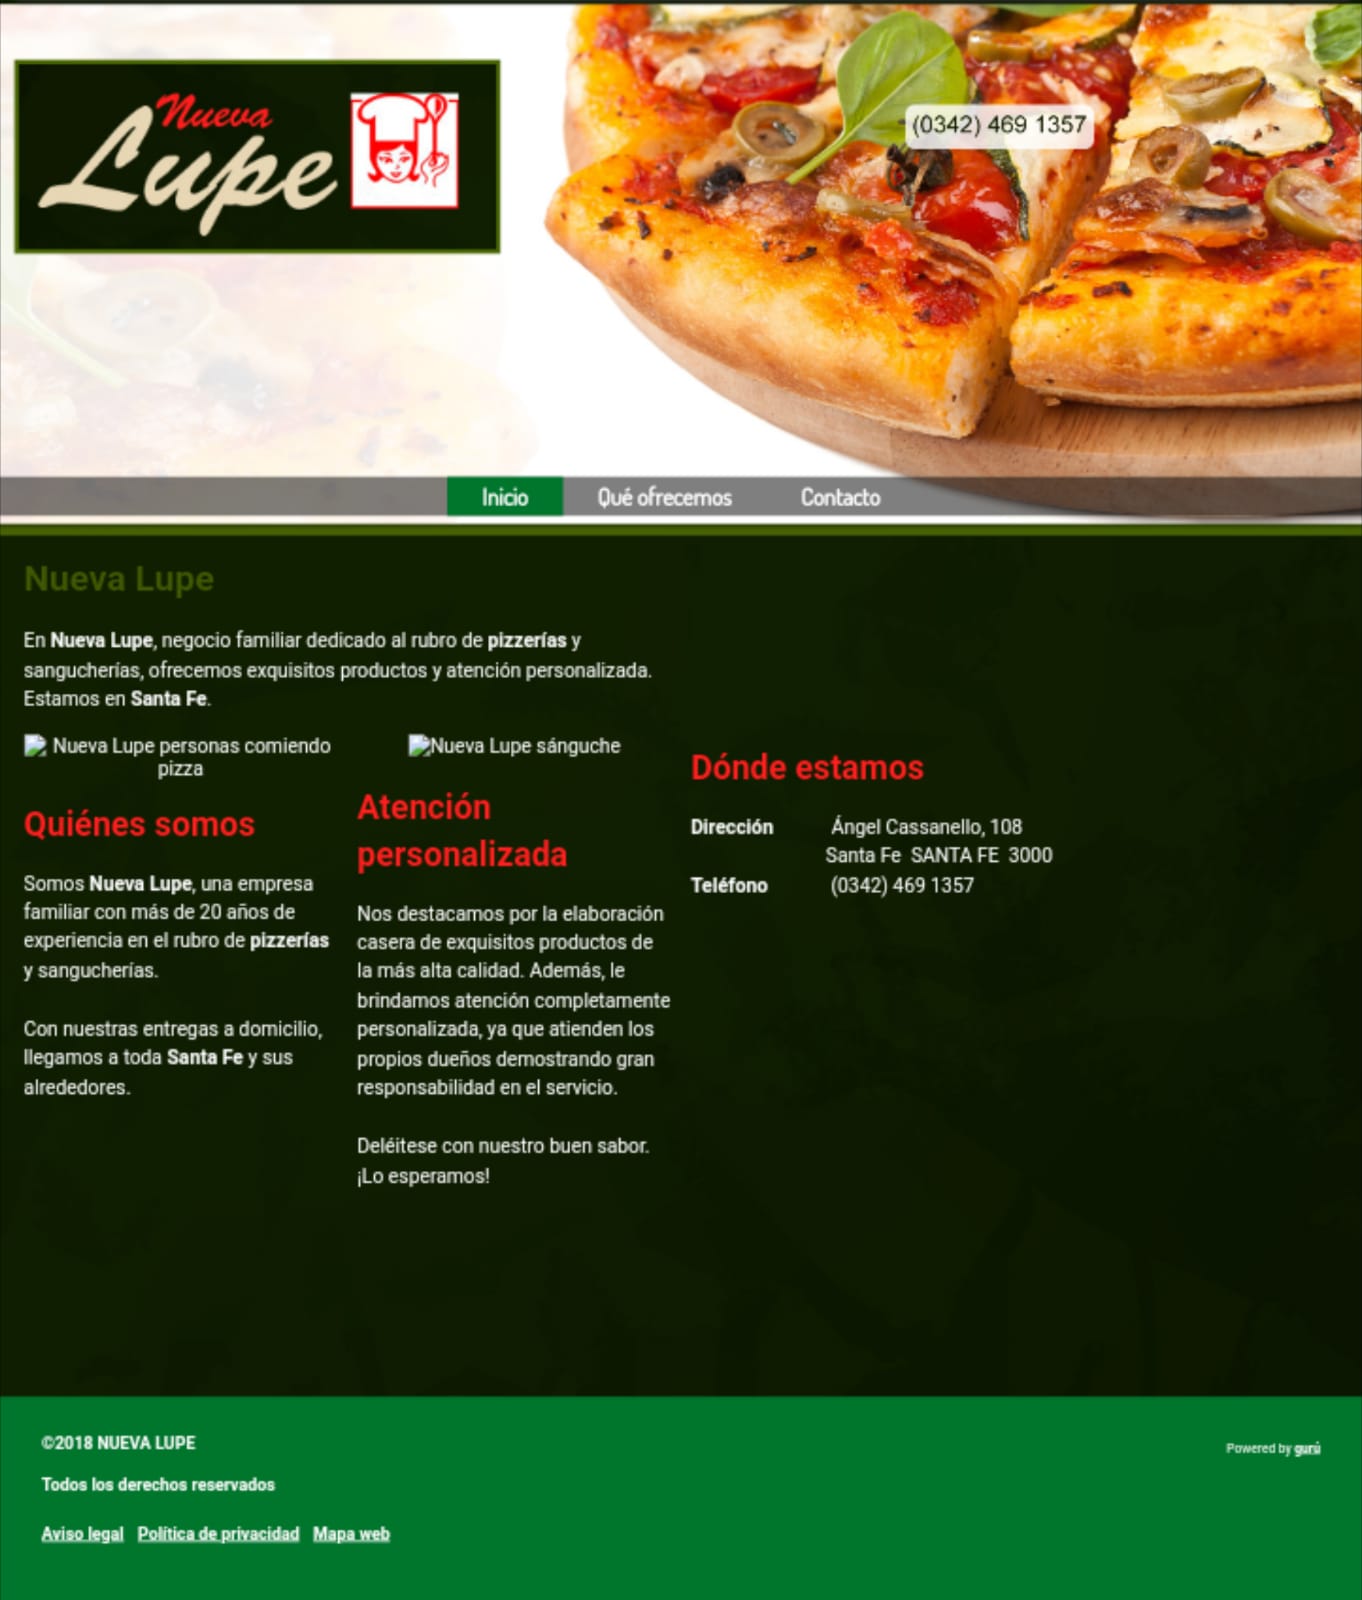 Nueva
Lupe
(0342) 469 1357
Inicio
Qué ofrecemos
Contacto
Nueva Lupe
En Nueva Lupe, negocio familiar dedicado al rubro de pizzerías y
sangucherías, ofrecemos exquisitos productos y atención personalizada.
Estamos en Santa Fe.
Nueva Lupe personas comiendo
pizza
Quiénes somos
Somos Nueva Lupe, una empresa
familiar con más de 20 años de
experiencia en el rubro de pizzerías
y sangucherías.
Con nuestras entregas a domicilio,
llegamos a toda Santa Fe y sus
alrededores.
Nueva Lupe sánguche
Atención
personalizada
Nos destacamos por la elaboración
casera de exquisitos productos de
la más alta calidad. Además, le
brindamos atención completamente
personalizada, ya que atienden los
propios dueños demostrando gran
responsabilidad en el servicio.
Deléitese con nuestro buen sabor.
¡Lo esperamos!
Dónde estamos
Dirección Ángel Cassanello, 108
Santa Fe SANTA FE 3000
Teléfono (0342) 469 1357
©2018 NUEVA LUPE
Todos los derechos reservados
Aviso legal Política de privacidad Mapa web
Powered by gurú